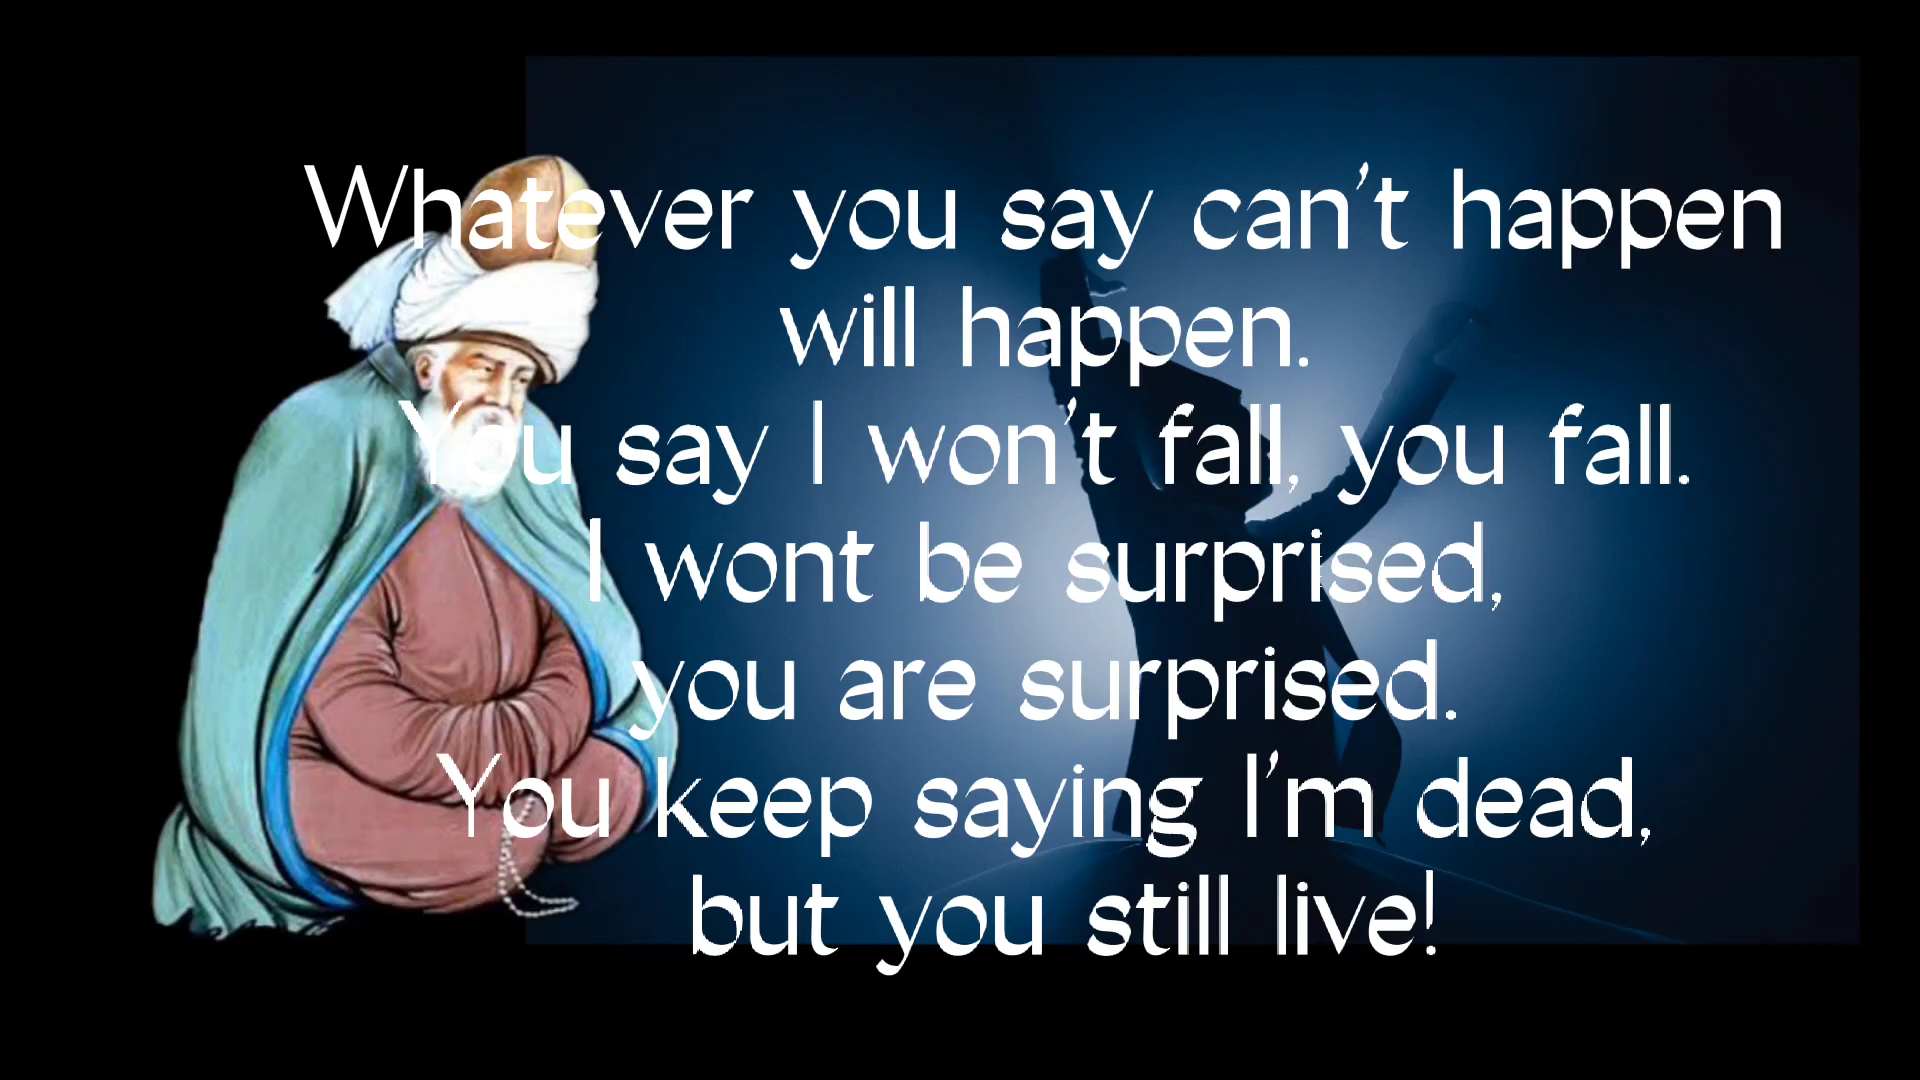 Whatever you say can't happen
will happen.
You say I won't fall, you fall.
I wont be surprised,
you are surprised.
You keep saying I'm dead,
but you still live!